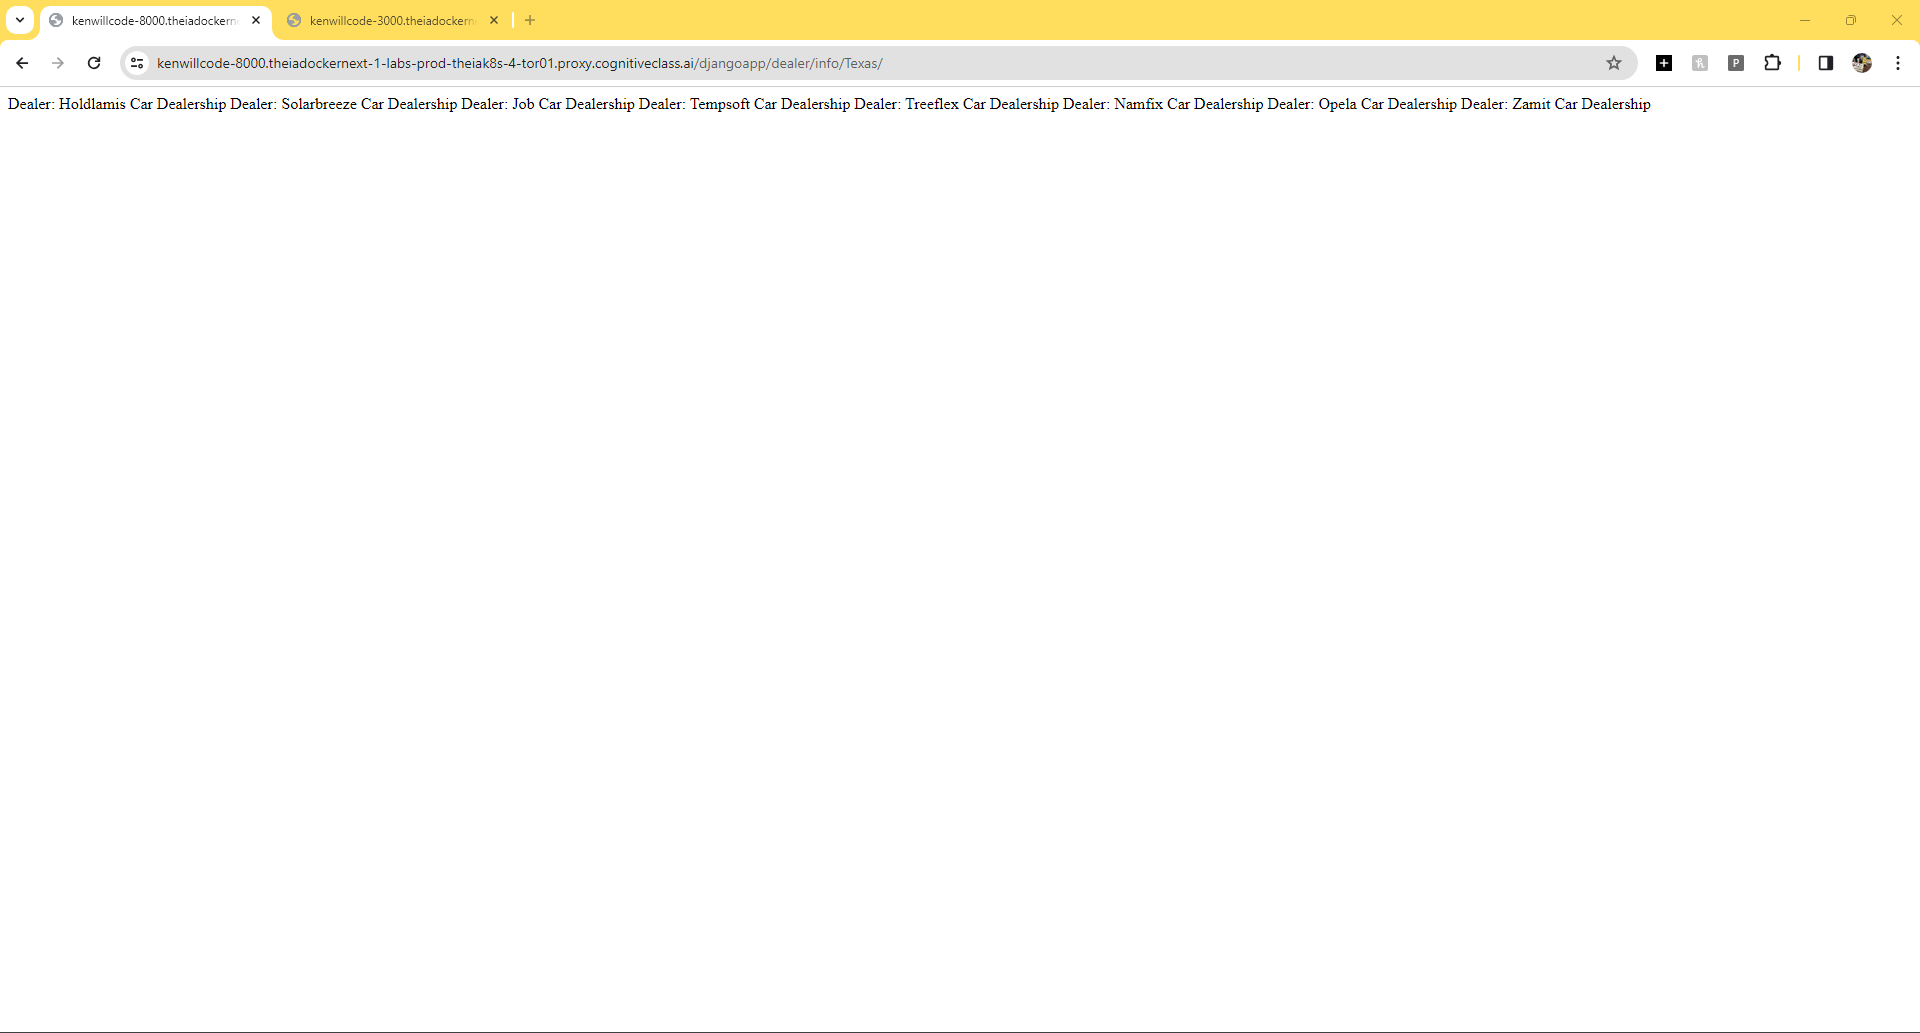 kenwillcode-8000.theiadockern
kenwillcode-3000.theiadockern
kenwillcode-8000.theiadockernext-1-labs-prod-theiak8s-4-tor01.proxy.cognitiveclass.ai/djangoapp/dealer/info/Texas/
P
Dealer: Holdlamis Car Dealership Dealer: Solarbreeze Car Dealership Dealer: Job Car Dealership Dealer: Tempsoft Car Dealership Dealer: Treeflex Car Dealership Dealer: Namfix Car Dealership Dealer: Opela Car Dealership Dealer: Zamit Car Dealership